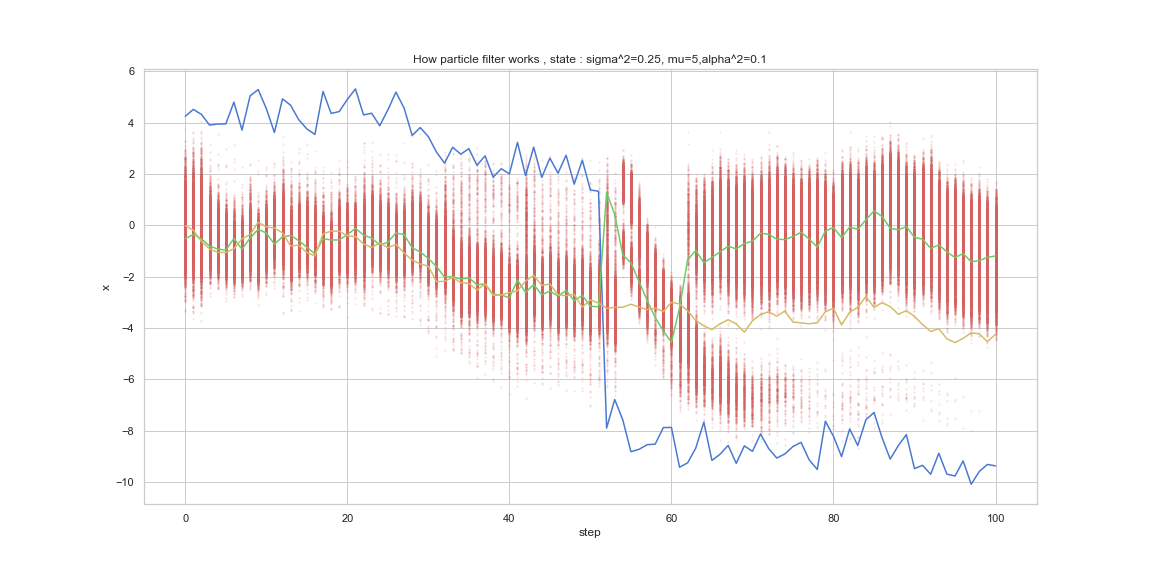 How particle filter works , state : sigma^2=0.25, mu=5,alpha^2=0.1
6
4
2
0
−2
−4
−6
−8
−10
x
0 20 40 60 80 100
step